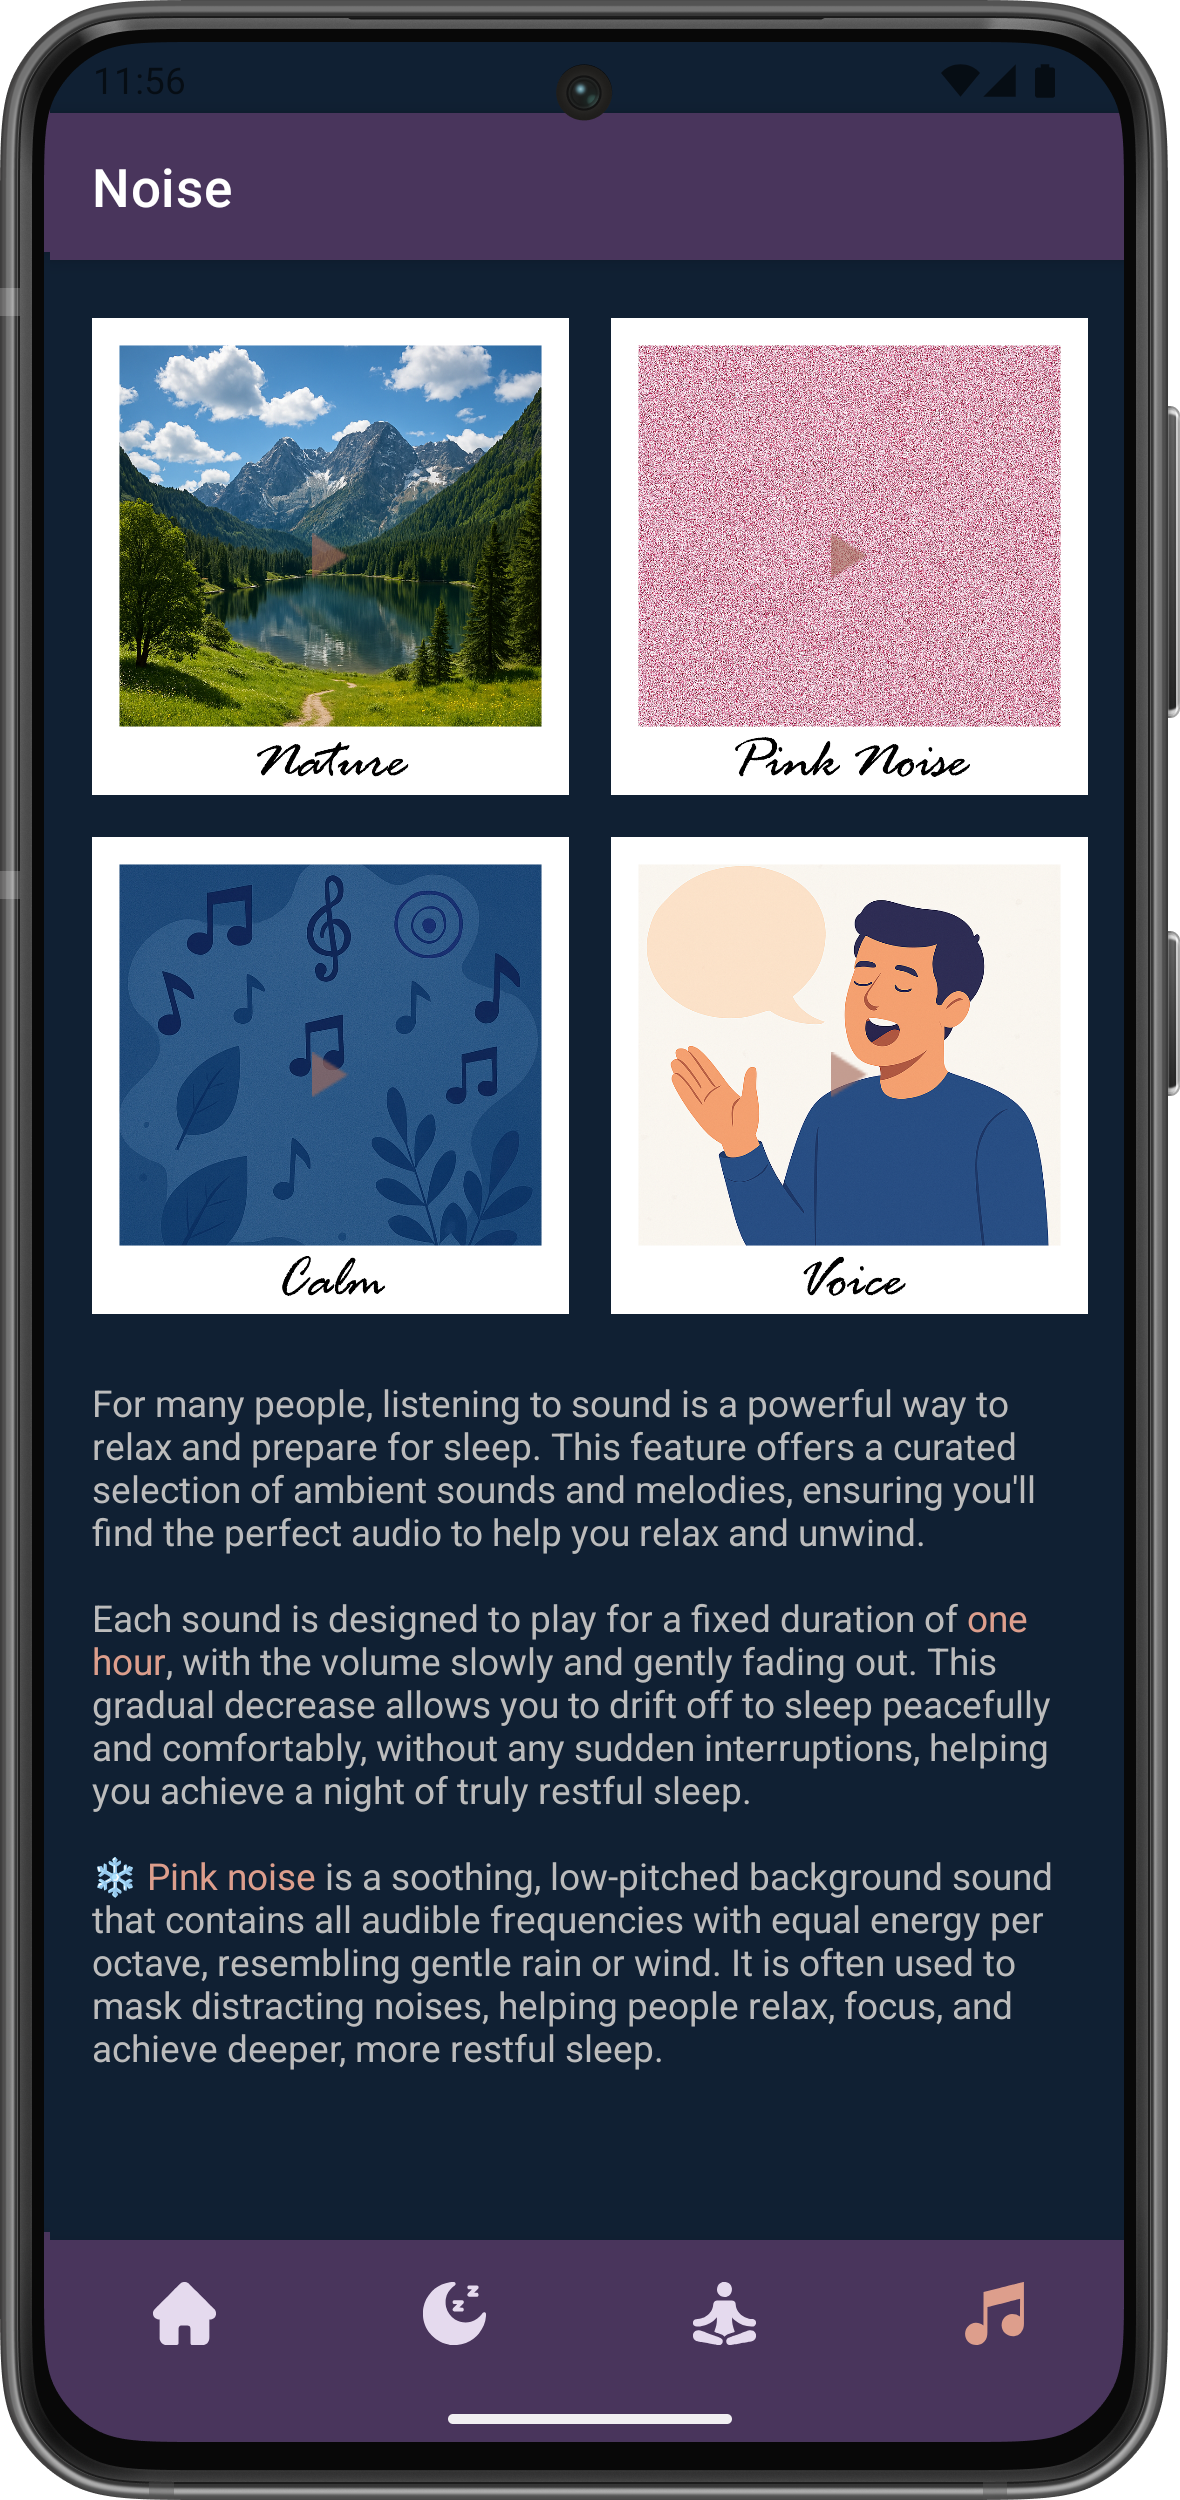 11:56
Noise
Nature
Pink Noise
Calm
Voice
For many people, listening to sound is a powerful way to
relax and prepare for sleep. This feature offers a curated
selection of ambient sounds and melodies, ensuring you'll
find the perfect audio to help you relax and unwind.
Each sound is designed to play for a fixed duration of one
hour, with the volume slowly and gently fading out. This
gradual decrease allows you to drift off to sleep peacefully
and comfortably, without any sudden interruptions, helping
you achieve a night of truly restful sleep.
❄️ Pink noise is a soothing, low-pitched background sound
that contains all audible frequencies with equal energy per
octave, resembling gentle rain or wind. It is often used to
mask distracting noises, helping people relax, focus, and
achieve deeper, more restful sleep.